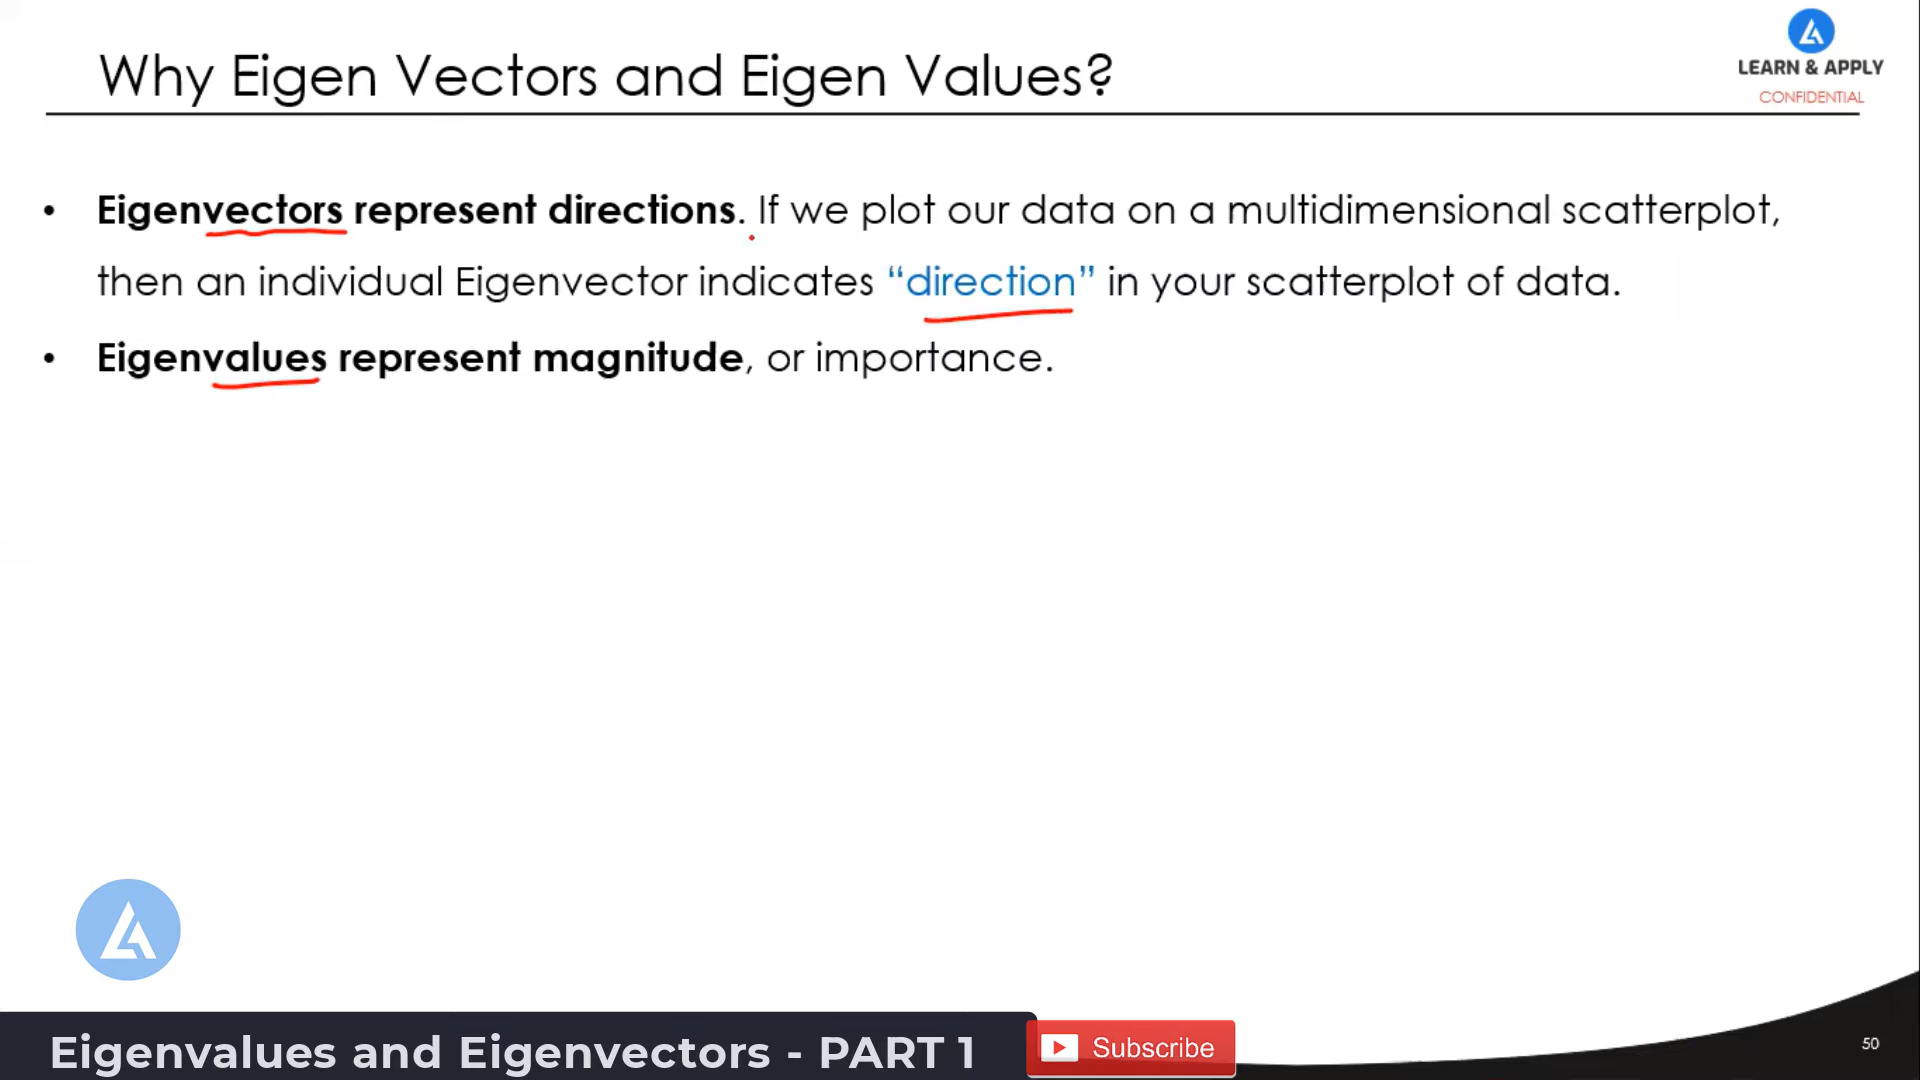 Why Eigen Vectors and Eigen Values?
LEARN & APPLY
CONFIDENTIAL
• Eigenvectors represent directions. If we plot our data on a multidimensional scatterplot,
then an individual Eigenvector indicates “direction” in your scatterplot of data.
• Eigenvalues represent magnitude, or importance.
Eigenvalues and Eigenvectors - PART 1
Subscribe
50